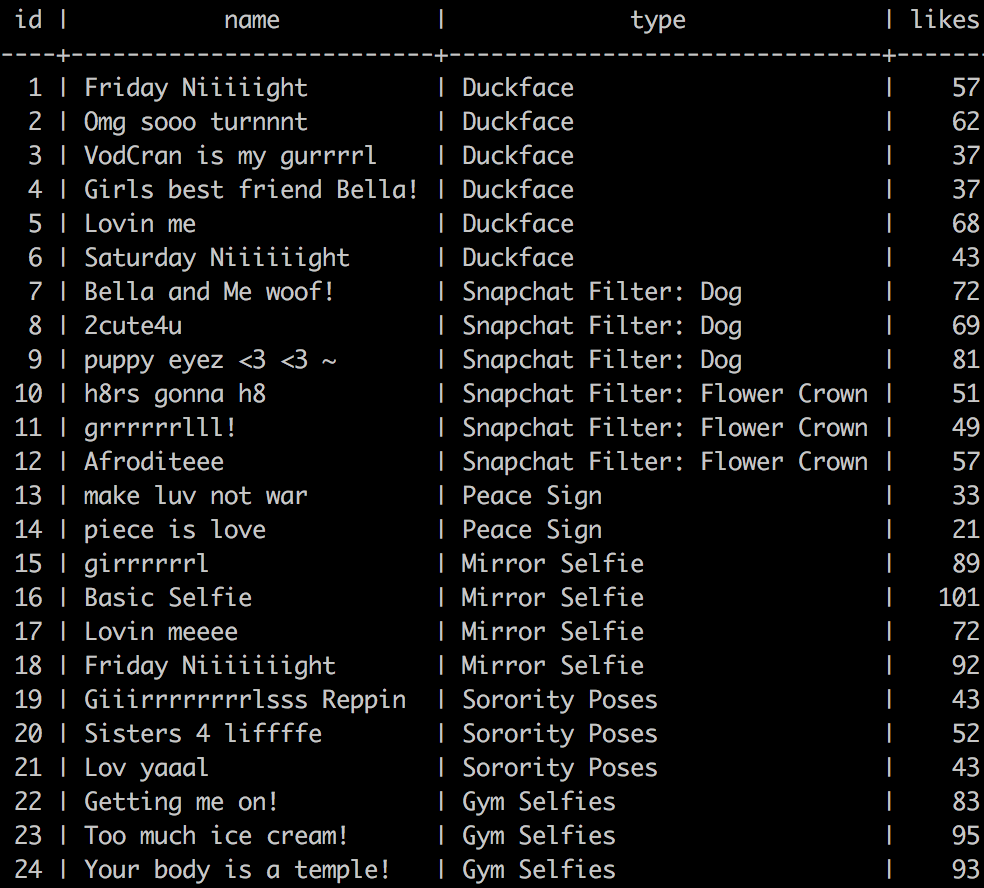 id | name | type | likes
----+--------------------------+-------------------------------+------
1 | Friday Niiiiight | Duckface | 57
2 | Omg sooo turnnnt | Duckface | 62
3 | VodCran is my gurrrrl | Duckface | 37
4 | Girls best friend Bella! | Duckface | 37
5 | Lovin me | Duckface | 68
6 | Saturday Niiiiiight | Duckface | 43
7 | Bella and Me woof! | Snapchat Filter: Dog | 72
8 | 2cute4u | Snapchat Filter: Dog | 69
9 | puppy eyez <3 <3 ~ | Snapchat Filter: Dog | 81
10 | h8rs gonna h8 | Snapchat Filter: Flower Crown | 51
11 | grrrrrrlll! | Snapchat Filter: Flower Crown | 49
12 | Afroditeee | Snapchat Filter: Flower Crown | 57
13 | make luv not war | Peace Sign | 33
14 | piece is love | Peace Sign | 21
15 | girrrrrrl | Mirror Selfie | 89
16 | Basic Selfie | Mirror Selfie | 101
17 | Lovin meeee | Mirror Selfie | 72
18 | Friday Niiiiiiight | Mirror Selfie | 92
19 | Giiirrrrrrrrlsss Reppin | Sorority Poses | 43
20 | Sisters 4 liffffe | Sorority Poses | 52
21 | Lov yaaal | Sorority Poses | 43
22 | Getting me on! | Gym Selfies | 83
23 | Too much ice cream! | Gym Selfies | 95
24 | Your body is a temple! | Gym Selfies | 93